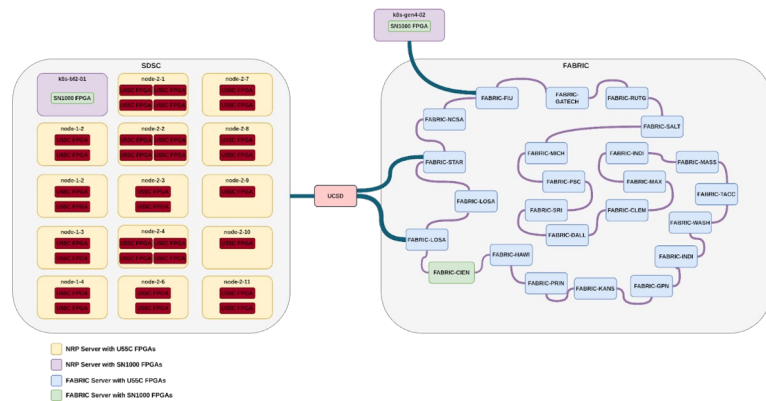 k8s-gen4-02
SN1000 FPGA
SDSC
k8s-bf2-01
SN1000 FPGA
node-2-1
U55C FPGA U55C FPGA
U55C FPGA U55C FPGA
node-2-7
U55C FPGA
U55C FPGA
node-1-2
U55C FPGA
U55C FPGA
node-2-2
U55C FPGA U55C FPGA
U55C FPGA U55C FPGA
node-2-8
U55C FPGA
U55C FPGA
node-1-2
U55C FPGA
U55C FPGA
node-2-3
U55C FPGA
U55C FPGA
node-2-9
U55C FPGA
node-1-3
U55C FPGA
U55C FPGA
node-2-4
U55C FPGA U55C FPGA
U55C FPGA U55C FPGA
node-2-10
U55C FPGA
node-1-4
U55C FPGA
U55C FPGA
node-2-6
U55C FPGA
U55C FPGA
node-2-11
U55C FPGA
U55C FPGA
UCSD
FABRIC
FABRIC-FIU
FABRIC-
GATECH
FABRIC-RUTG
FABRIC-NCSA
FABRIC-SALT
FABRIC-STAR
FABRIC-MICH
FABRIC-INDI
FABRIC-MASS
FABRIC-PSC
FABRIC-MAX
FABRIC-TACC
FABRIC-LOSA
FABRIC-SRI
FABRIC-CLEM
FABRIC-WASH
FABRIC-LOSA
FABRIC-DALL
FABRIC-HAWI
FABRIC-INDI
FABRIC-CIEN
FABRIC-PRIN
FABRIC-KANS
FABRIC-GPN
NRP Server with U55C FPGAs
NRP Server with SN1000 FPGAs
FABRIC Server with U55C FPGAs
FABRIC Server with SN1000 FPGAs